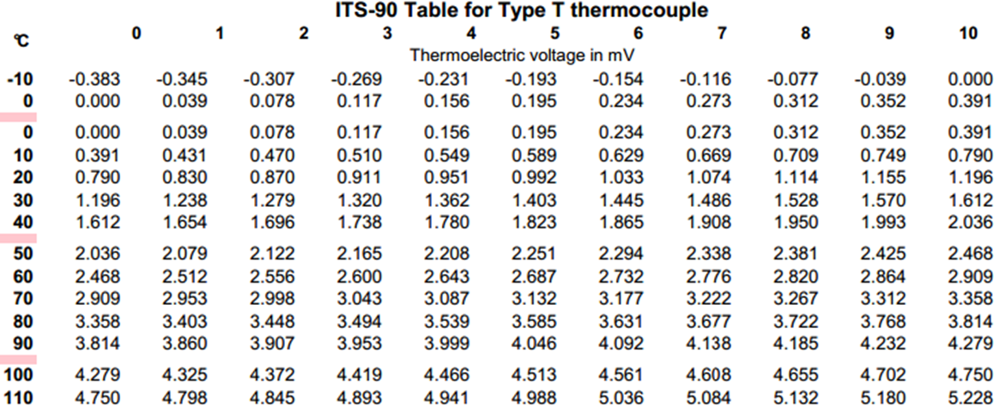 ITS-90 Table for Type T thermocouple
°C 0 1 2 3 4 5 6 7 8 9 10
Thermoelectric voltage in mV
-10 -0.383 -0.345 -0.307 -0.269 -0.231 -0.193 -0.154 -0.116 -0.077 -0.039 0.000
0 0.000 0.039 0.078 0.117 0.156 0.195 0.234 0.273 0.312 0.352 0.391
0 0.000 0.039 0.078 0.117 0.156 0.195 0.234 0.273 0.312 0.352 0.391
10 0.391 0.431 0.470 0.510 0.549 0.589 0.629 0.669 0.709 0.749 0.790
20 0.790 0.830 0.870 0.911 0.951 0.992 1.033 1.074 1.114 1.155 1.196
30 1.196 1.238 1.279 1.320 1.362 1.403 1.445 1.486 1.528 1.570 1.612
40 1.612 1.654 1.696 1.738 1.780 1.823 1.865 1.908 1.950 1.993 2.036
50 2.036 2.079 2.122 2.165 2.208 2.251 2.294 2.338 2.381 2.425 2.468
60 2.468 2.512 2.556 2.600 2.643 2.687 2.732 2.776 2.820 2.864 2.909
70 2.909 2.953 2.998 3.043 3.087 3.132 3.177 3.222 3.267 3.312 3.358
80 3.358 3.403 3.448 3.494 3.539 3.585 3.631 3.677 3.722 3.768 3.814
90 3.814 3.860 3.907 3.953 3.999 4.046 4.092 4.138 4.185 4.232 4.279
100 4.279 4.325 4.372 4.419 4.466 4.513 4.561 4.608 4.655 4.702 4.750
110 4.750 4.798 4.845 4.893 4.941 4.988 5.036 5.084 5.132 5.180 5.228